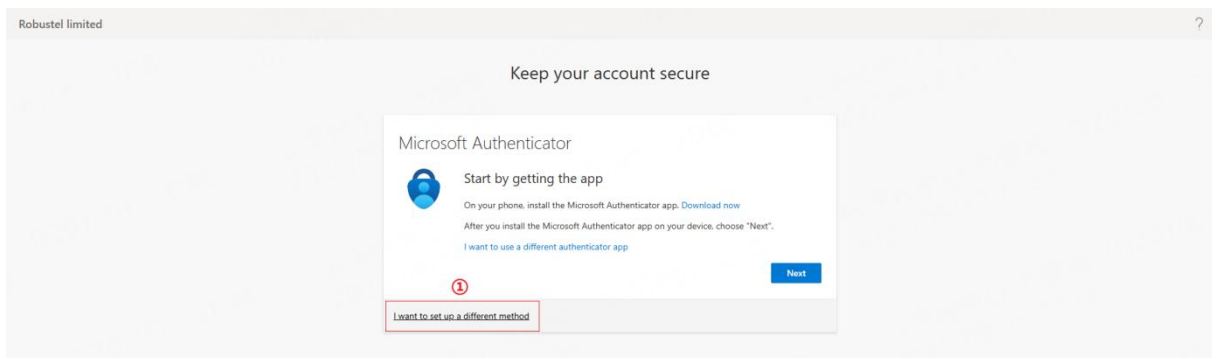 Robustel limited
?
Keep your account secure
Microsoft Authenticator
Start by getting the app
On your phone, install the Microsoft Authenticator app. Download now
After you install the Microsoft Authenticator app on your device, choose "Next".
I want to use a different authenticator app
Next
①
I want to set up a different method